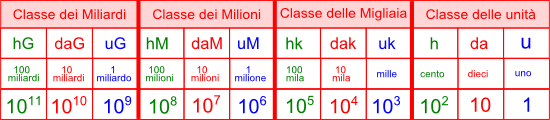 Classe dei Miliardi Classe dei Milioni Classe delle Migliaia Classe delle unità
hG daG uG hM daM uM hk dak uk h da u
100 miliardi 10 miliardi 1 miliardo 100 milioni 10 milioni 1 milione 100 mila 10 mila mille cento dieci uno
10¹¹ 10¹⁰ 10⁹ 10⁸ 10⁷ 10⁶ 10⁵ 10⁴ 10³ 10² 10 1